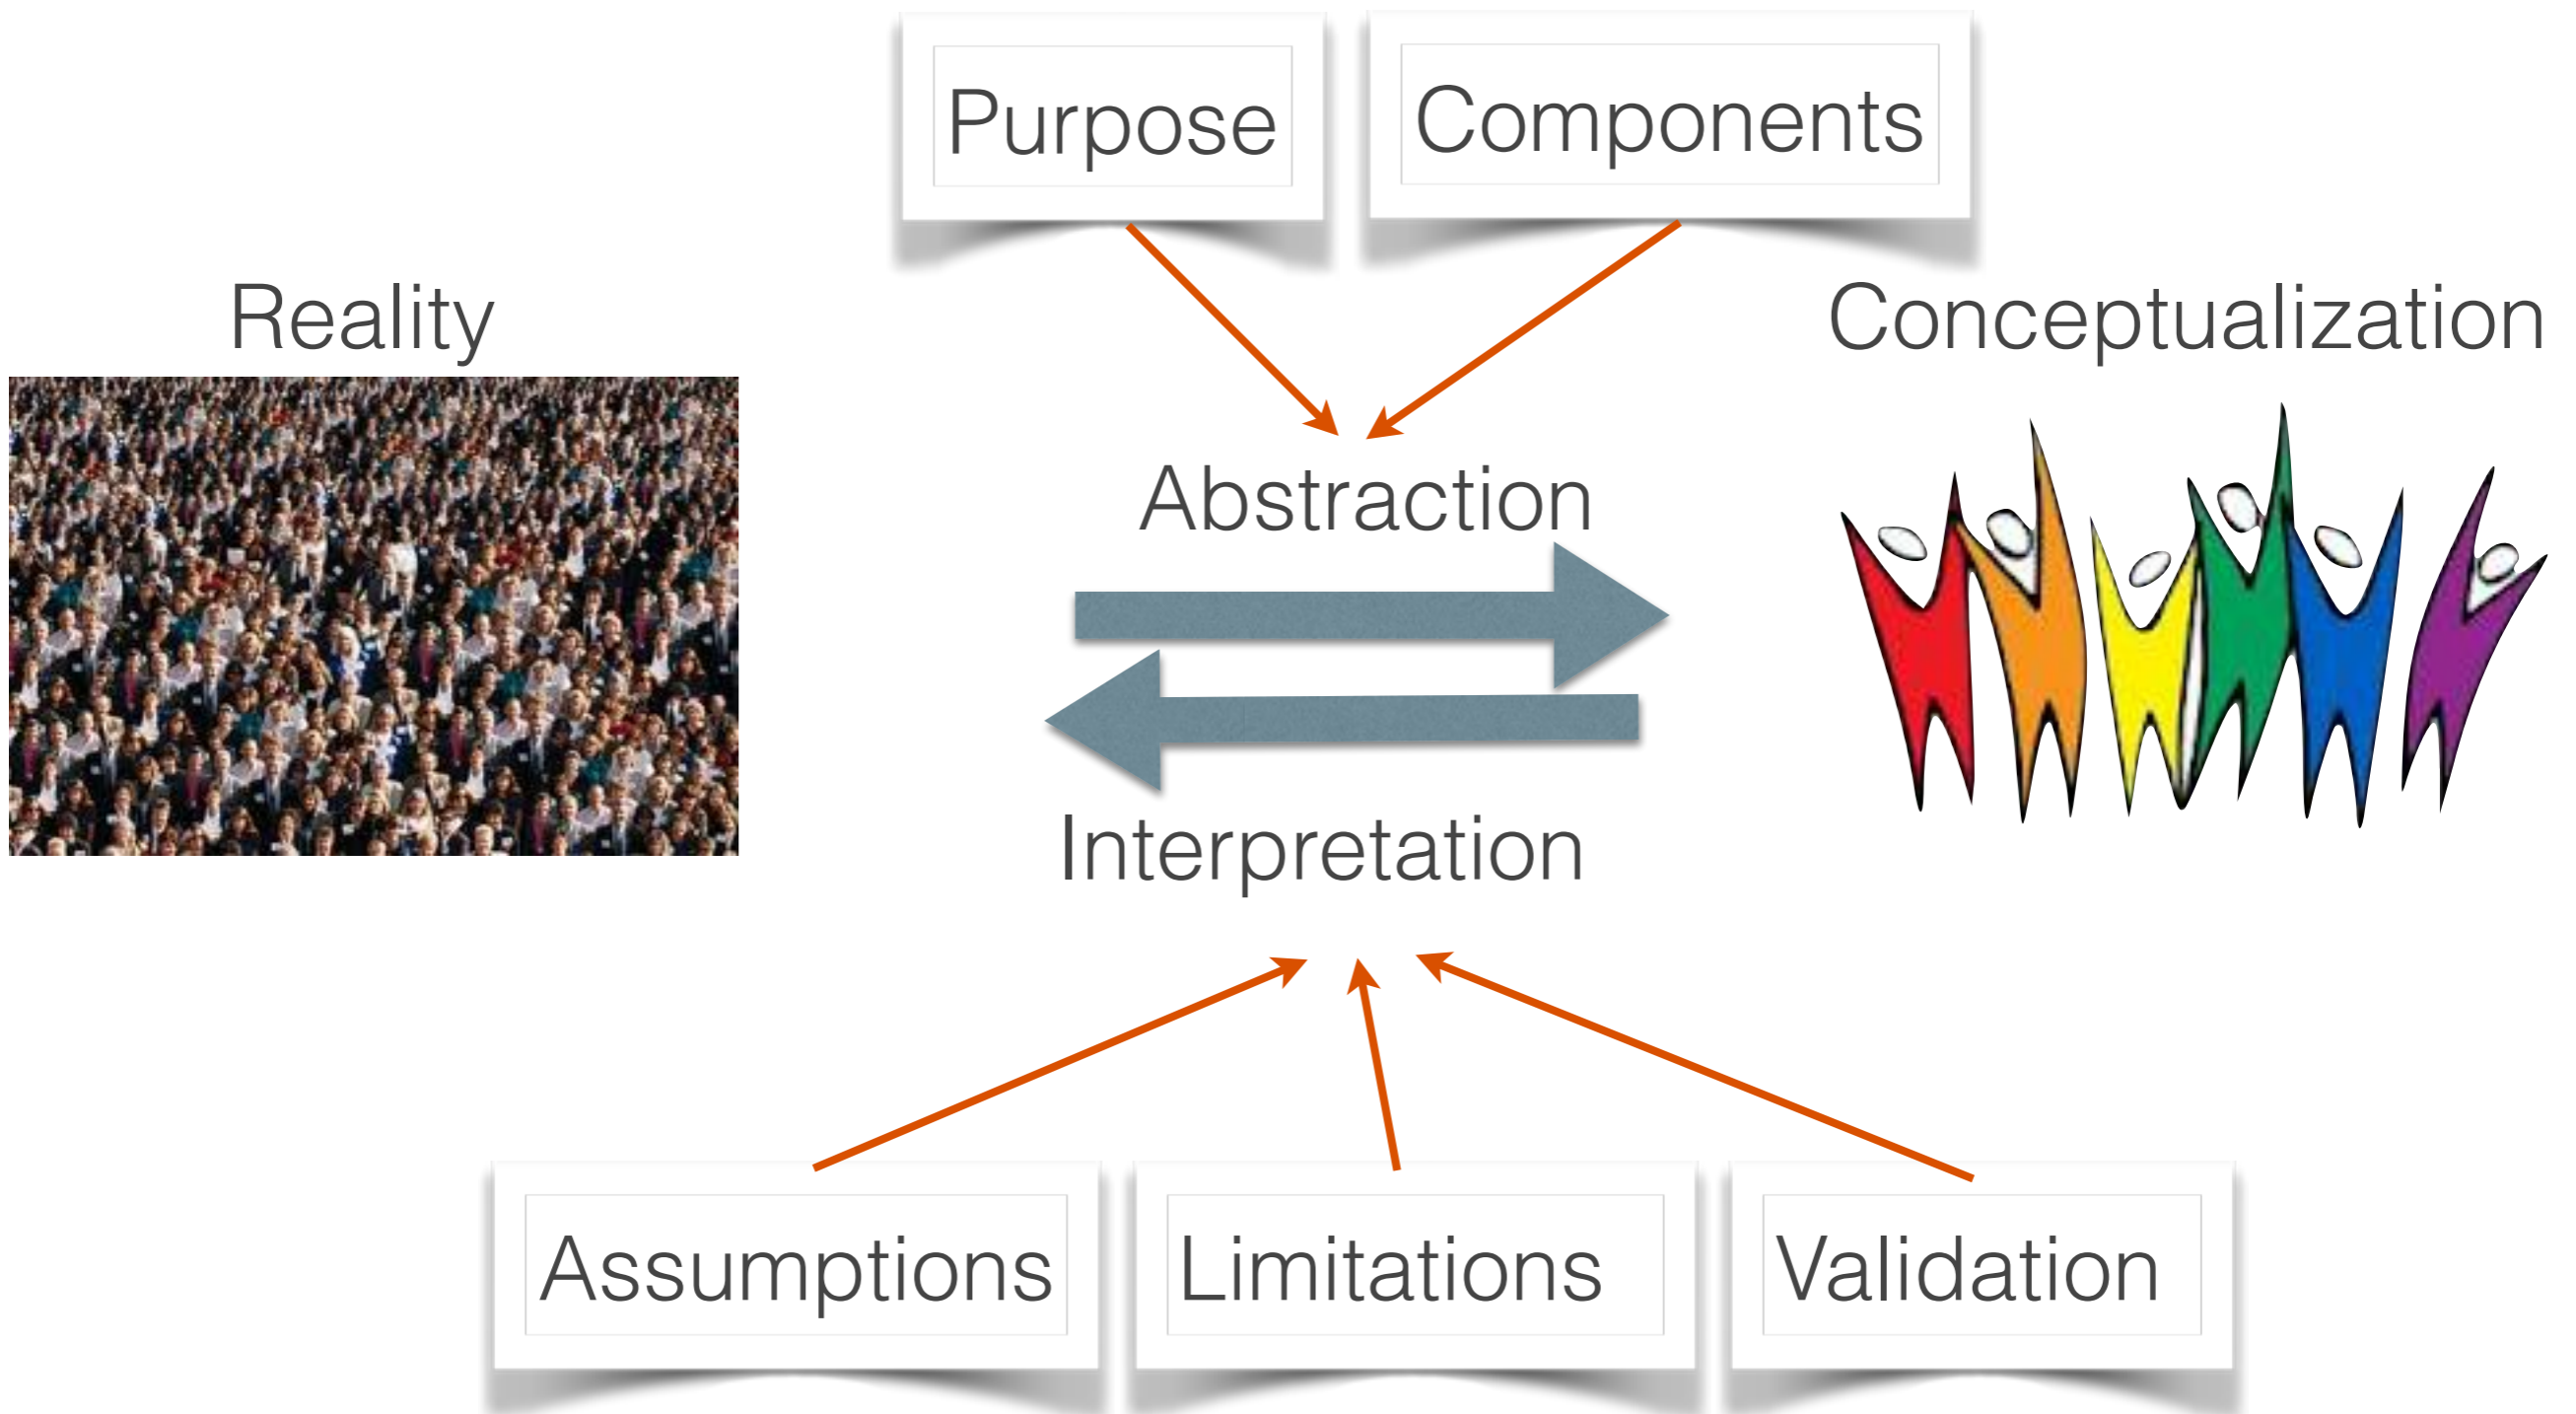 Purpose
Components
Reality
Conceptualization
Abstraction
Interpretation
Assumptions
Limitations
Validation